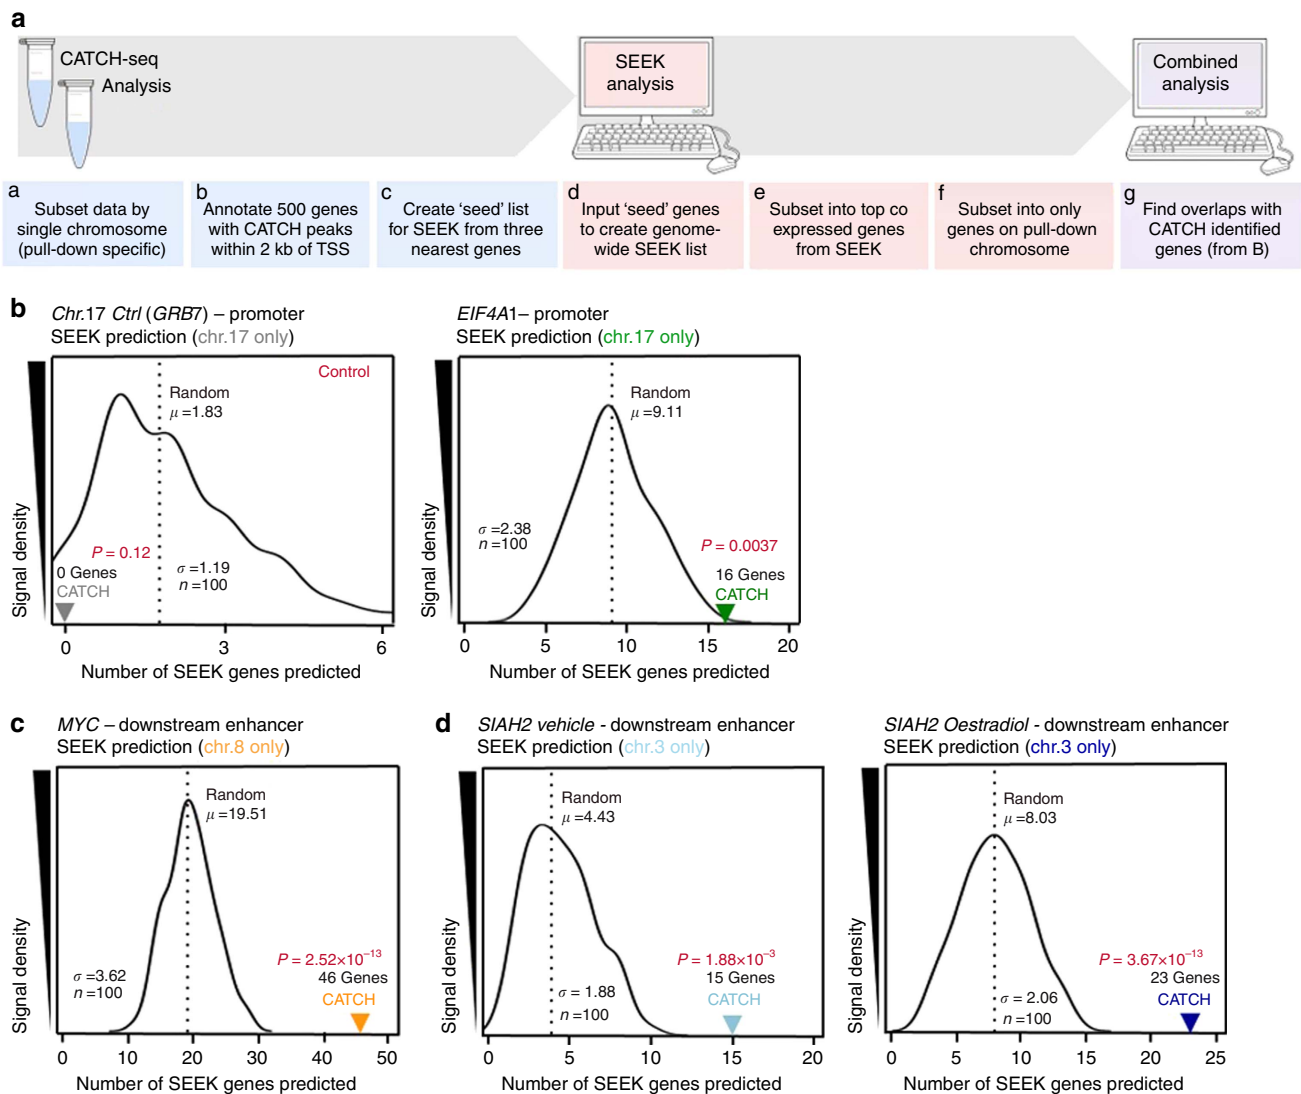 a
CATCH-seq
Analysis
SEEK
analysis
Combined
analysis
a
Subset data by
single chromosome
(pull-down specific)
b
Annotate 500 genes
with CATCH peaks
within 2 kb of TSS
c
Create ‘seed’ list
for SEEK from three
nearest genes
d
Input ‘seed’ genes
to create genome-
wide SEEK list
e
Subset into top co
expressed genes
from SEEK
f
Subset into only
genes on pull-down
chromosome
g
Find overlaps with
CATCH identified
genes (from B)
b
Chr.17 Ctrl (GRB7) – promoter
SEEK prediction (chr.17 only)
Control
Random
μ =1.83
P = 0.12
0 Genes
CATCH
σ =1.19
n =100
Signal density
0 3 6
Number of SEEK genes predicted
EIF4A1– promoter
SEEK prediction (chr.17 only)
Random
μ =9.11
σ =2.38
n =100
P = 0.0037
16 Genes
CATCH
Signal density
0 5 10 15 20
Number of SEEK genes predicted
c
MYC – downstream enhancer
SEEK prediction (chr.8 only)
Random
μ =19.51
σ =3.62
n =100
P = 2.52×10⁻¹³
46 Genes
CATCH
Signal density
0 10 20 30 40 50
Number of SEEK genes predicted
d
SIAH2 vehicle - downstream enhancer
SEEK prediction (chr.3 only)
Random
μ =4.43
σ = 1.88
n =100
P = 1.88×10⁻³
15 Genes
CATCH
Signal density
0 5 10 15 20
Number of SEEK genes predicted
SIAH2 Oestradiol - downstream enhancer
SEEK prediction (chr.3 only)
Random
μ =8.03
σ = 2.06
n =100
P = 3.67×10⁻¹³
23 Genes
CATCH
Signal density
0 5 10 15 20 25
Number of SEEK genes predicted